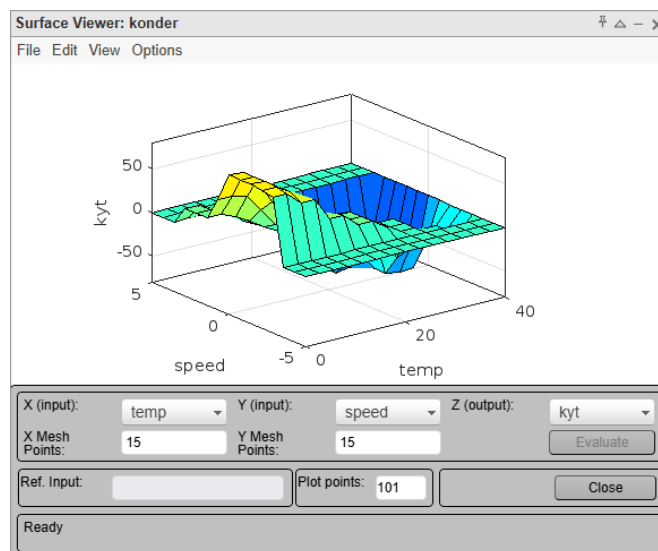 Surface Viewer: konder
File Edit View Options
50
0
-50
kyt
5
0
-5
speed
0
20
40
temp
X (input): temp Y (input): speed Z (output): kyt
X Mesh Points: 15 Y Mesh Points: 15 Evaluate
Ref. Input: Plot points: 101 Close
Ready